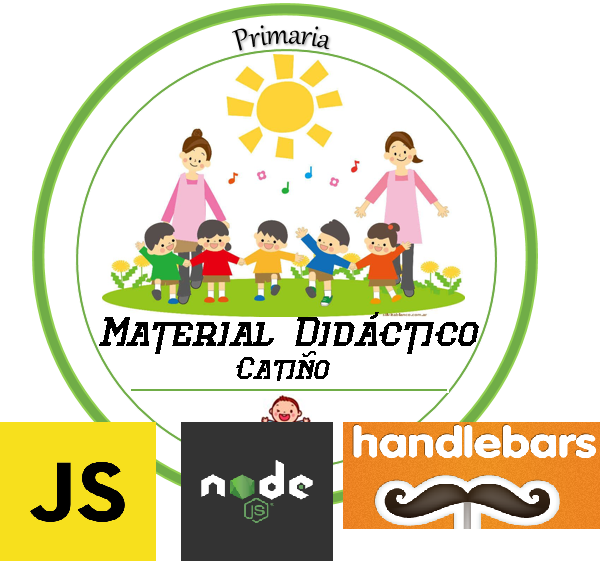 Primaria
Material Didáctico
Catiño
JS
node
JS
handlebars